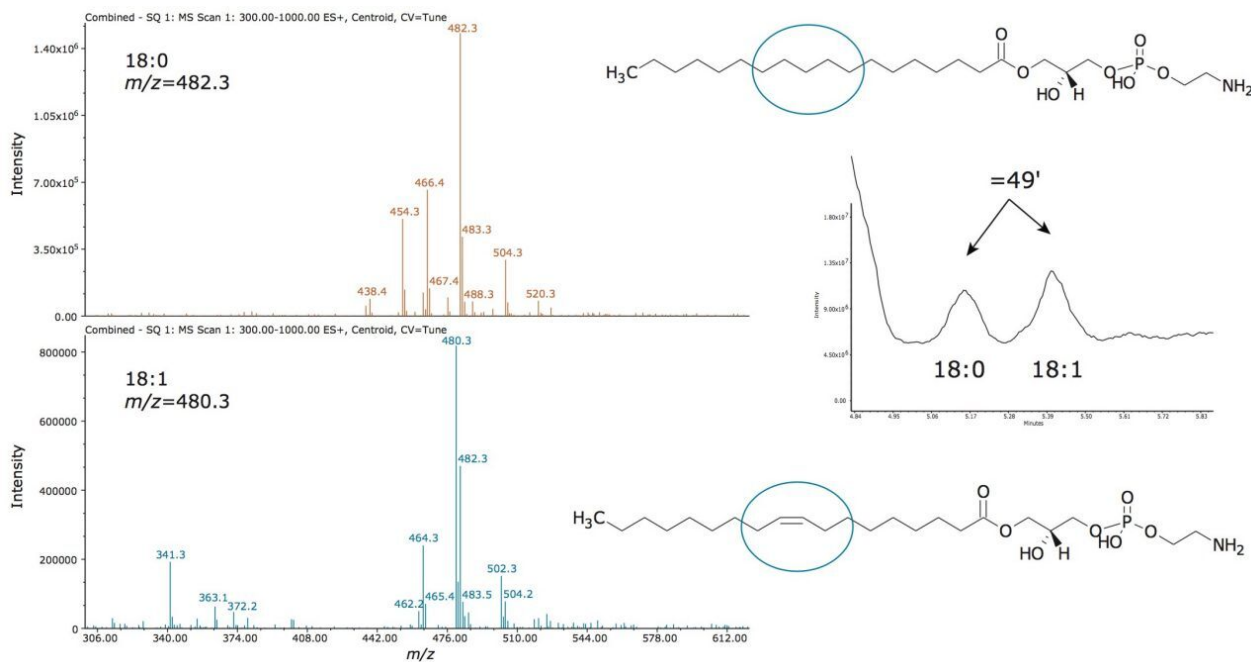 Combined - SQ 1: MS Scan 1: 300.00-1000.00 ES+, Centroid, CV=Tune
18:0
m/z=482.3
482.3
466.4
454.3
483.3
504.3
438.4
467.4
488.3
520.3
1.40x10⁶
1.05x10⁶
7.00x10⁵
3.50x10⁵
0.00
Intensity
Combined - SQ 1: MS Scan 1: 300.00-1000.00 ES+, Centroid, CV=Tune
18:1
m/z=480.3
480.3
482.3
464.3
341.3
502.3
363.1
372.2
462.2
465.4
483.5
504.2
800000
600000
400000
200000
0
Intensity
306.00 340.00 374.00 408.00 442.00 476.00 510.00 544.00 578.00 612.00
m/z
H₃C O O O HO H O P HO O NH₂
=49'
1.80x10⁷
1.35x10⁷
9.00x10⁶
4.50x10⁶
0.00
Intensity
18:0 18:1
4.84 4.95 5.06 5.17 5.28 5.39 5.50 5.61 5.72 5.83
Minutes
H₃C O O O HO H O P HO O NH₂